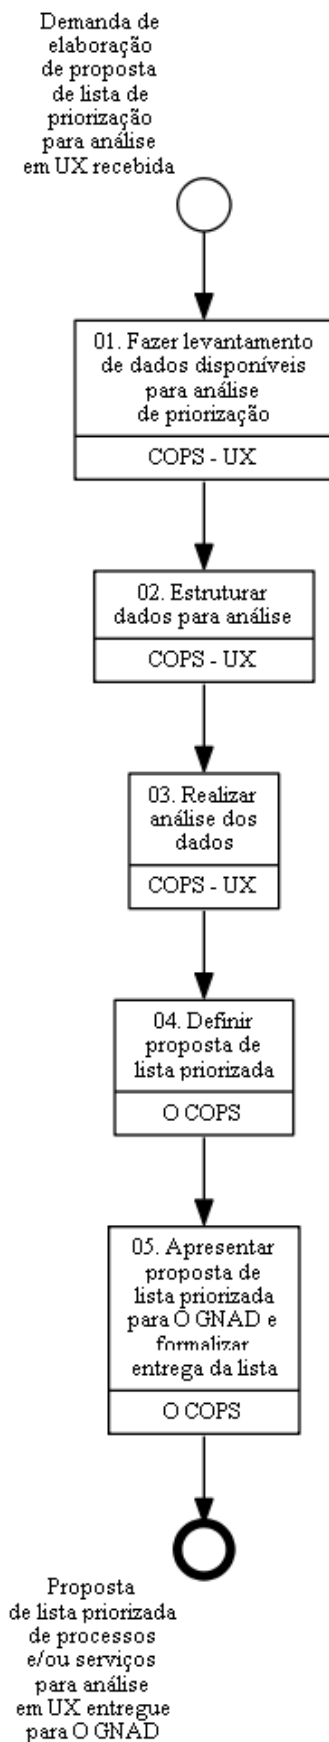 Demanda de
elaboração
de proposta
de lista de
priorização
para análise
em UX recebida
01. Fazer levantamento
de dados disponíveis
para análise
de priorização
COPS - UX
02. Estruturar
dados para análise
COPS - UX
03. Realizar
análise dos
dados
COPS - UX
04. Definir
proposta de
lista priorizada
O COPS
05. Apresentar
proposta de
lista priorizada
para O GNAD e
formalizar
entrega da lista
O COPS
Proposta
de lista priorizada
de processos
e/ou serviços
para análise
em UX entregue
para O GNAD